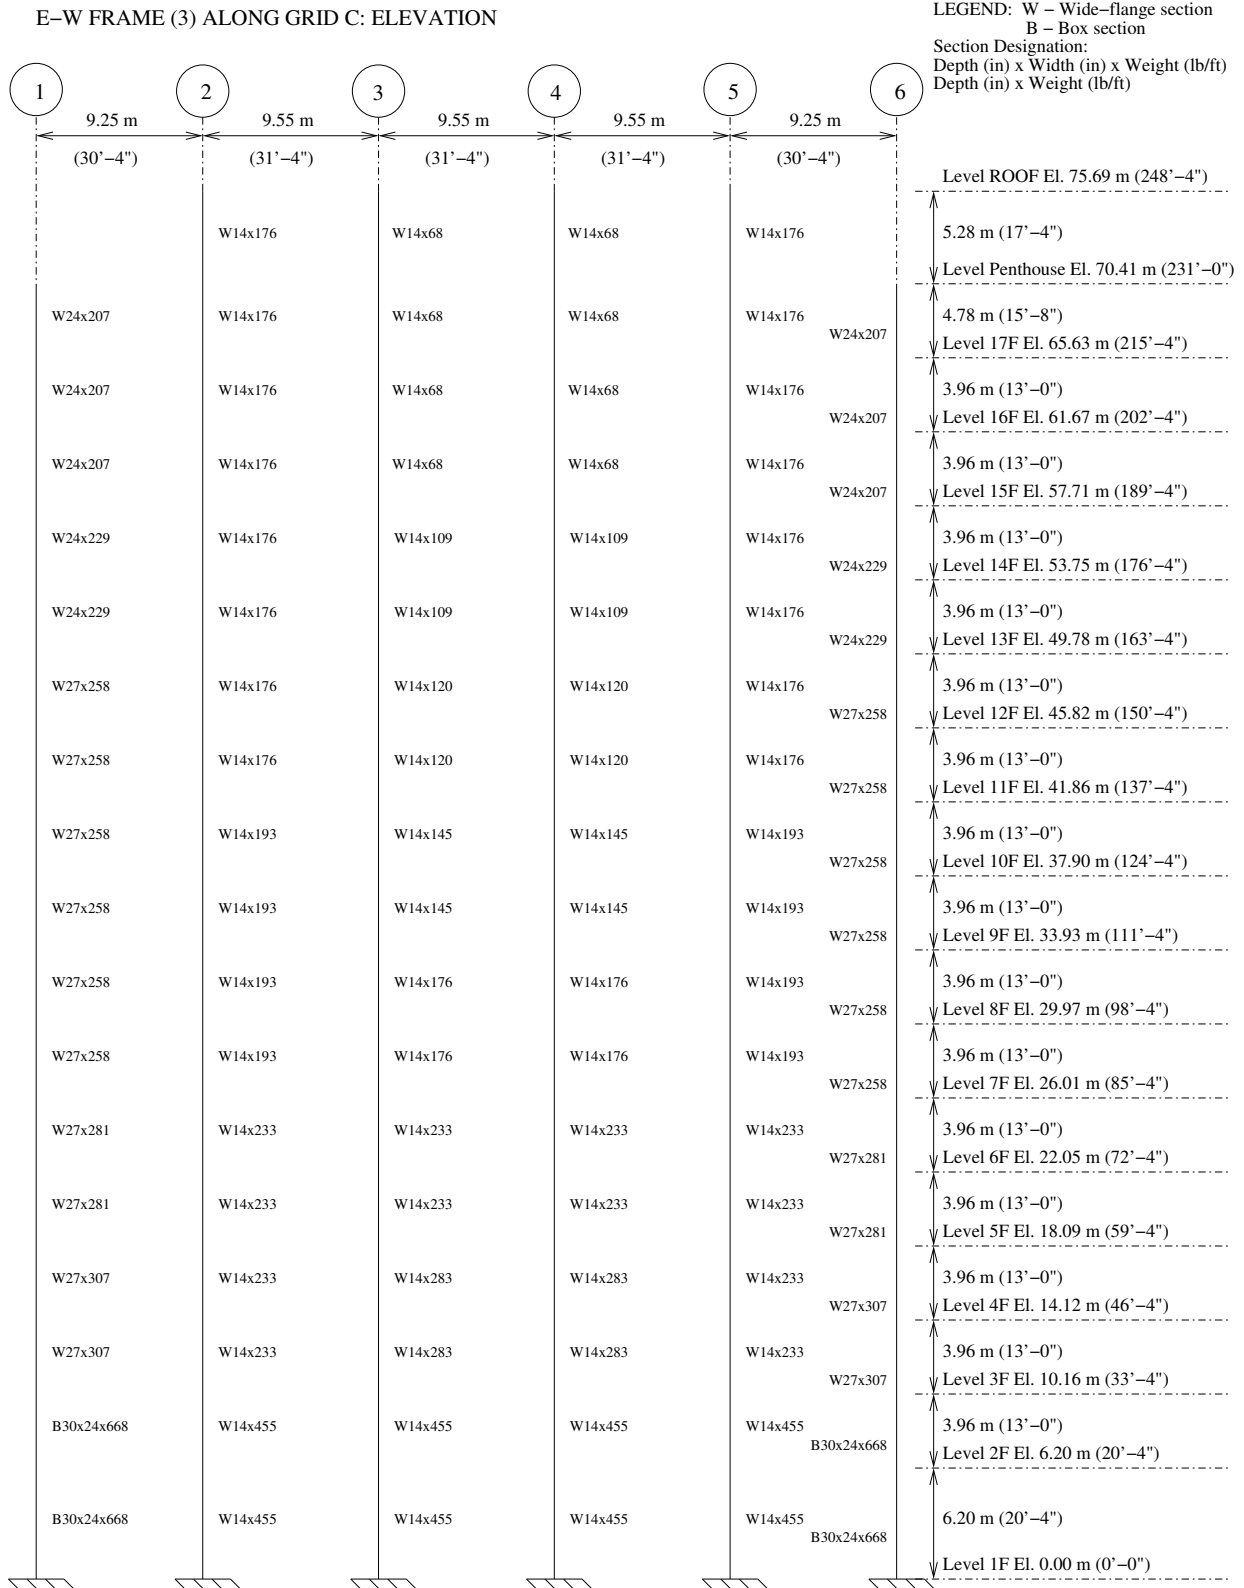 E−W FRAME (3) ALONG GRID C: ELEVATION
LEGEND: W − Wide−flange section
B − Box section
Section Designation:
Depth (in) x Width (in) x Weight (lb/ft)
Depth (in) x Weight (lb/ft)
1 2 3 4 5 6
9.25 m 9.55 m 9.55 m 9.55 m 9.25 m
(30'−4") (31'−4") (31'−4") (31'−4") (30'−4")
Level ROOF El. 75.69 m (248'−4")
W14x176 W14x68 W14x68 W14x176 5.28 m (17'−4")
Level Penthouse El. 70.41 m (231'−0")
W24x207 W14x176 W14x68 W14x68 W14x176 4.78 m (15'−8")
W24x207 Level 17F El. 65.63 m (215'−4")
W24x207 W14x176 W14x68 W14x68 W14x176 3.96 m (13'−0")
W24x207 Level 16F El. 61.67 m (202'−4")
W24x207 W14x176 W14x68 W14x68 W14x176 3.96 m (13'−0")
W24x207 Level 15F El. 57.71 m (189'−4")
W24x229 W14x176 W14x109 W14x109 W14x176 3.96 m (13'−0")
W24x229 Level 14F El. 53.75 m (176'−4")
W24x229 W14x176 W14x109 W14x109 W14x176 3.96 m (13'−0")
W24x229 Level 13F El. 49.78 m (163'−4")
W27x258 W14x176 W14x120 W14x120 W14x176 3.96 m (13'−0")
W27x258 Level 12F El. 45.82 m (150'−4")
W27x258 W14x176 W14x120 W14x120 W14x176 3.96 m (13'−0")
W27x258 Level 11F El. 41.86 m (137'−4")
W27x258 W14x193 W14x145 W14x145 W14x193 3.96 m (13'−0")
W27x258 Level 10F El. 37.90 m (124'−4")
W27x258 W14x193 W14x145 W14x145 W14x193 3.96 m (13'−0")
W27x258 Level 9F El. 33.93 m (111'−4")
W27x258 W14x193 W14x176 W14x176 W14x193 3.96 m (13'−0")
W27x258 Level 8F El. 29.97 m (98'−4")
W27x258 W14x193 W14x176 W14x176 W14x193 3.96 m (13'−0")
W27x258 Level 7F El. 26.01 m (85'−4")
W27x281 W14x233 W14x233 W14x233 W14x233 3.96 m (13'−0")
W27x281 Level 6F El. 22.05 m (72'−4")
W27x281 W14x233 W14x233 W14x233 W14x233 3.96 m (13'−0")
W27x281 Level 5F El. 18.09 m (59'−4")
W27x307 W14x233 W14x283 W14x283 W14x233 3.96 m (13'−0")
W27x307 Level 4F El. 14.12 m (46'−4")
W27x307 W14x233 W14x283 W14x283 W14x233 3.96 m (13'−0")
W27x307 Level 3F El. 10.16 m (33'−4")
B30x24x668 W14x455 W14x455 W14x455 W14x455 3.96 m (13'−0")
B30x24x668 Level 2F El. 6.20 m (20'−4")
B30x24x668 W14x455 W14x455 W14x455 W14x455 6.20 m (20'−4")
B30x24x668
Level 1F El. 0.00 m (0'−0")